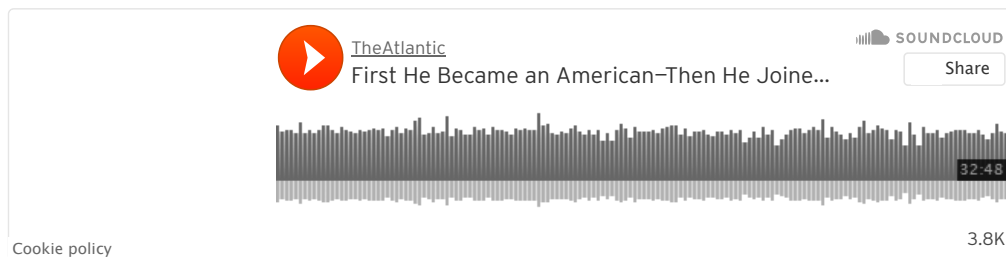 TheAtlantic
SOUNDCLOUD
First He Became an American—Then He Joine...
Share
32:48
3.8K
Cookie policy